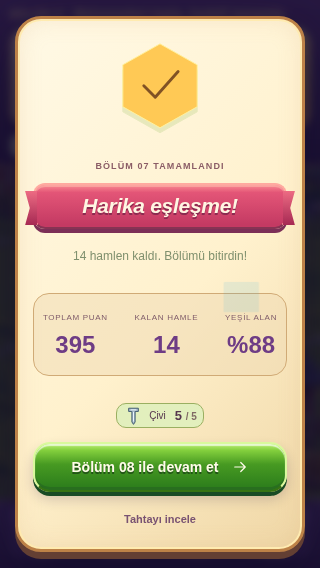 BÖLÜM 07 TAMAMLANDI
Harika eşleşme!
14 hamlen kaldı. Bölümü bitirdin!
TOPLAM PUAN KALAN HAMLE YEŞİL ALAN
395 14 %88
Çivi 5 / 5
Bölüm 08 ile devam et →
Tahtayı incele